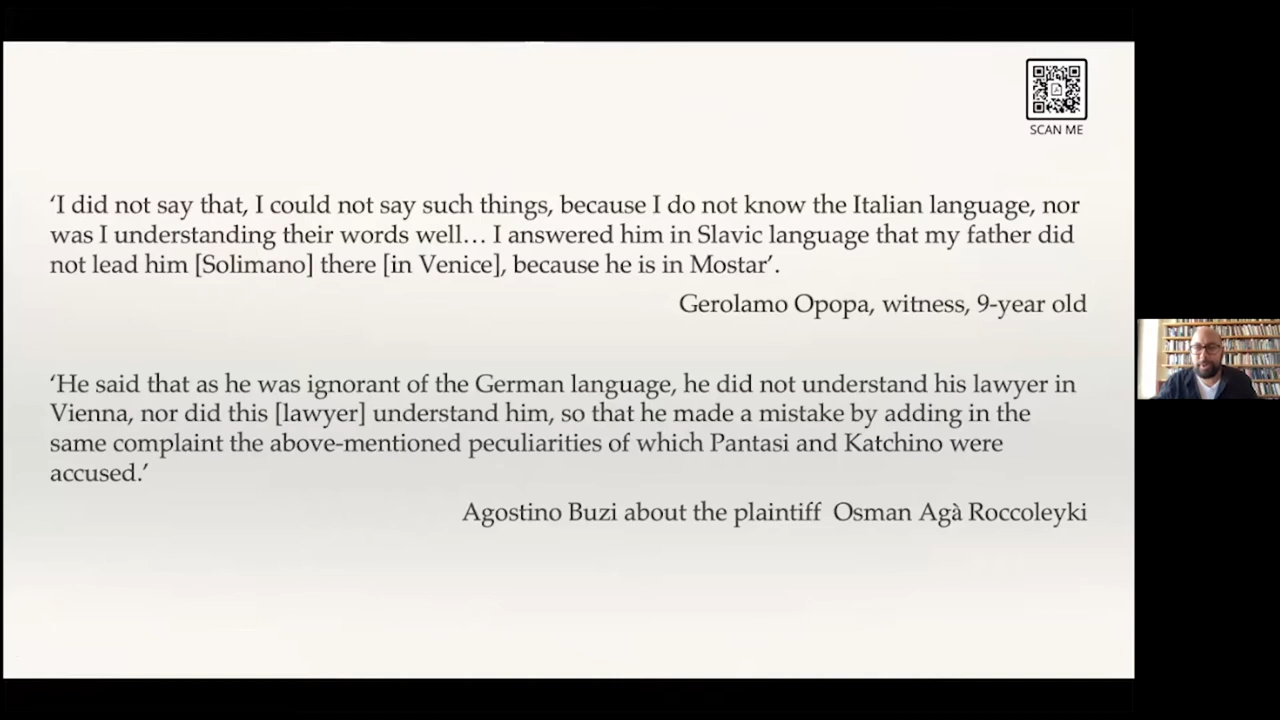 SCAN ME
‘I did not say that, I could not say such things, because I do not know the Italian language, nor
was I understanding their words well… I answered him in Slavic language that my father did
not lead him [Solimano] there [in Venice], because he is in Mostar’.
Gerolamo Opopa, witness, 9-year old
‘He said that as he was ignorant of the German language, he did not understand his lawyer in
Vienna, nor did this [lawyer] understand him, so that he made a mistake by adding in the
same complaint the above-mentioned peculiarities of which Pantasi and Katchino were
accused.’
Agostino Buzi about the plaintiff  Osman Agà Roccoleyki